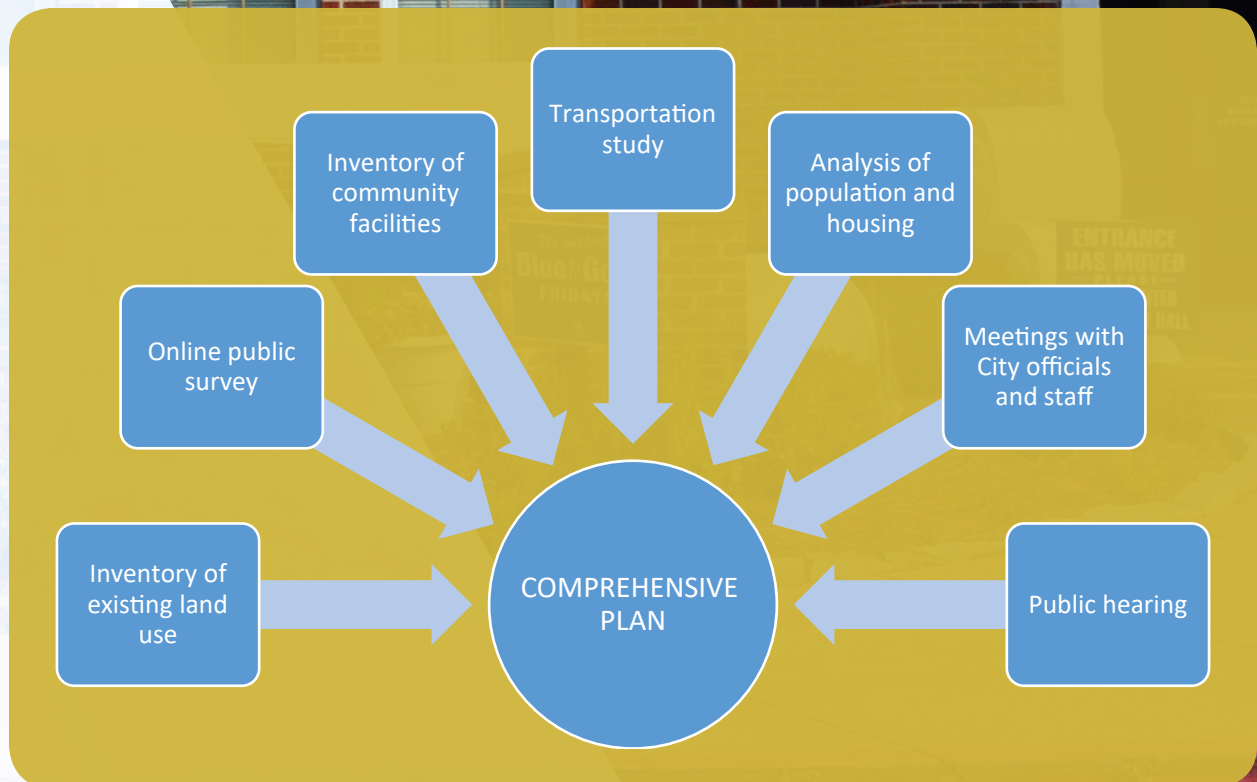 Transportation
study
Inventory of
community
facilities
Analysis of
population and
housing
Online public
survey
Meetings with
City officials
and staff
Inventory of
existing land
use
COMPREHENSIVE
PLAN
Public hearing
FRIDAYS
ENTRANCE
HAS MOVED